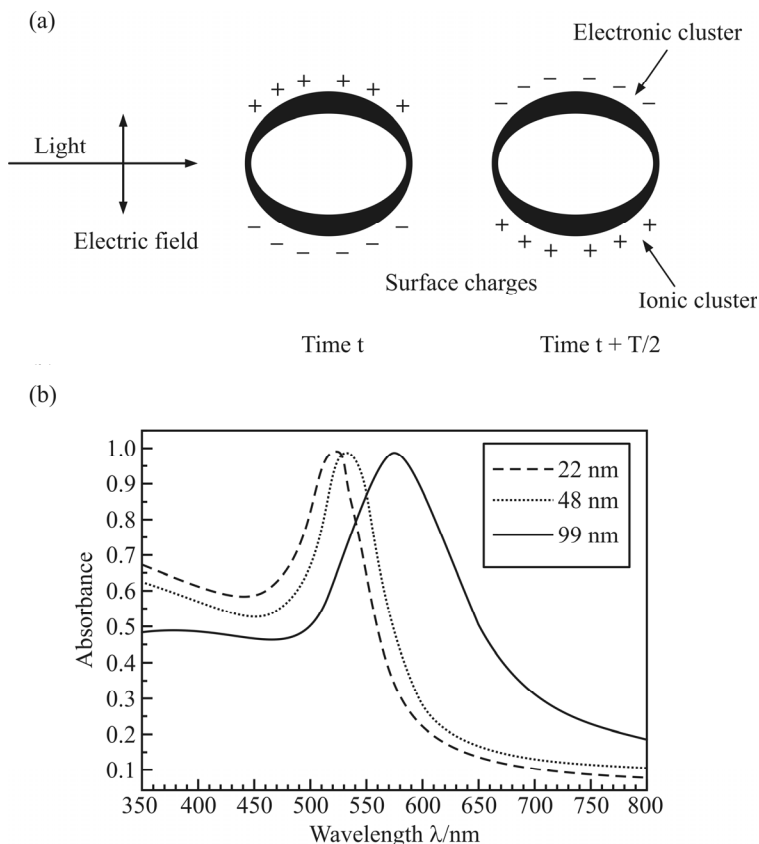 (a)
Electronic cluster
+ + + + + +
− − − − − −
Light
Electric field
− − − − − −
+ + + + + +
Surface charges
Ionic cluster
Time t
Time t + T/2
(b)
1.0
0.9
0.8
0.7
0.6
0.5
0.4
0.3
0.2
0.1
Absorbance
22 nm
48 nm
99 nm
350 400 450 500 550 600 650 700 750 800
Wavelength λ/nm